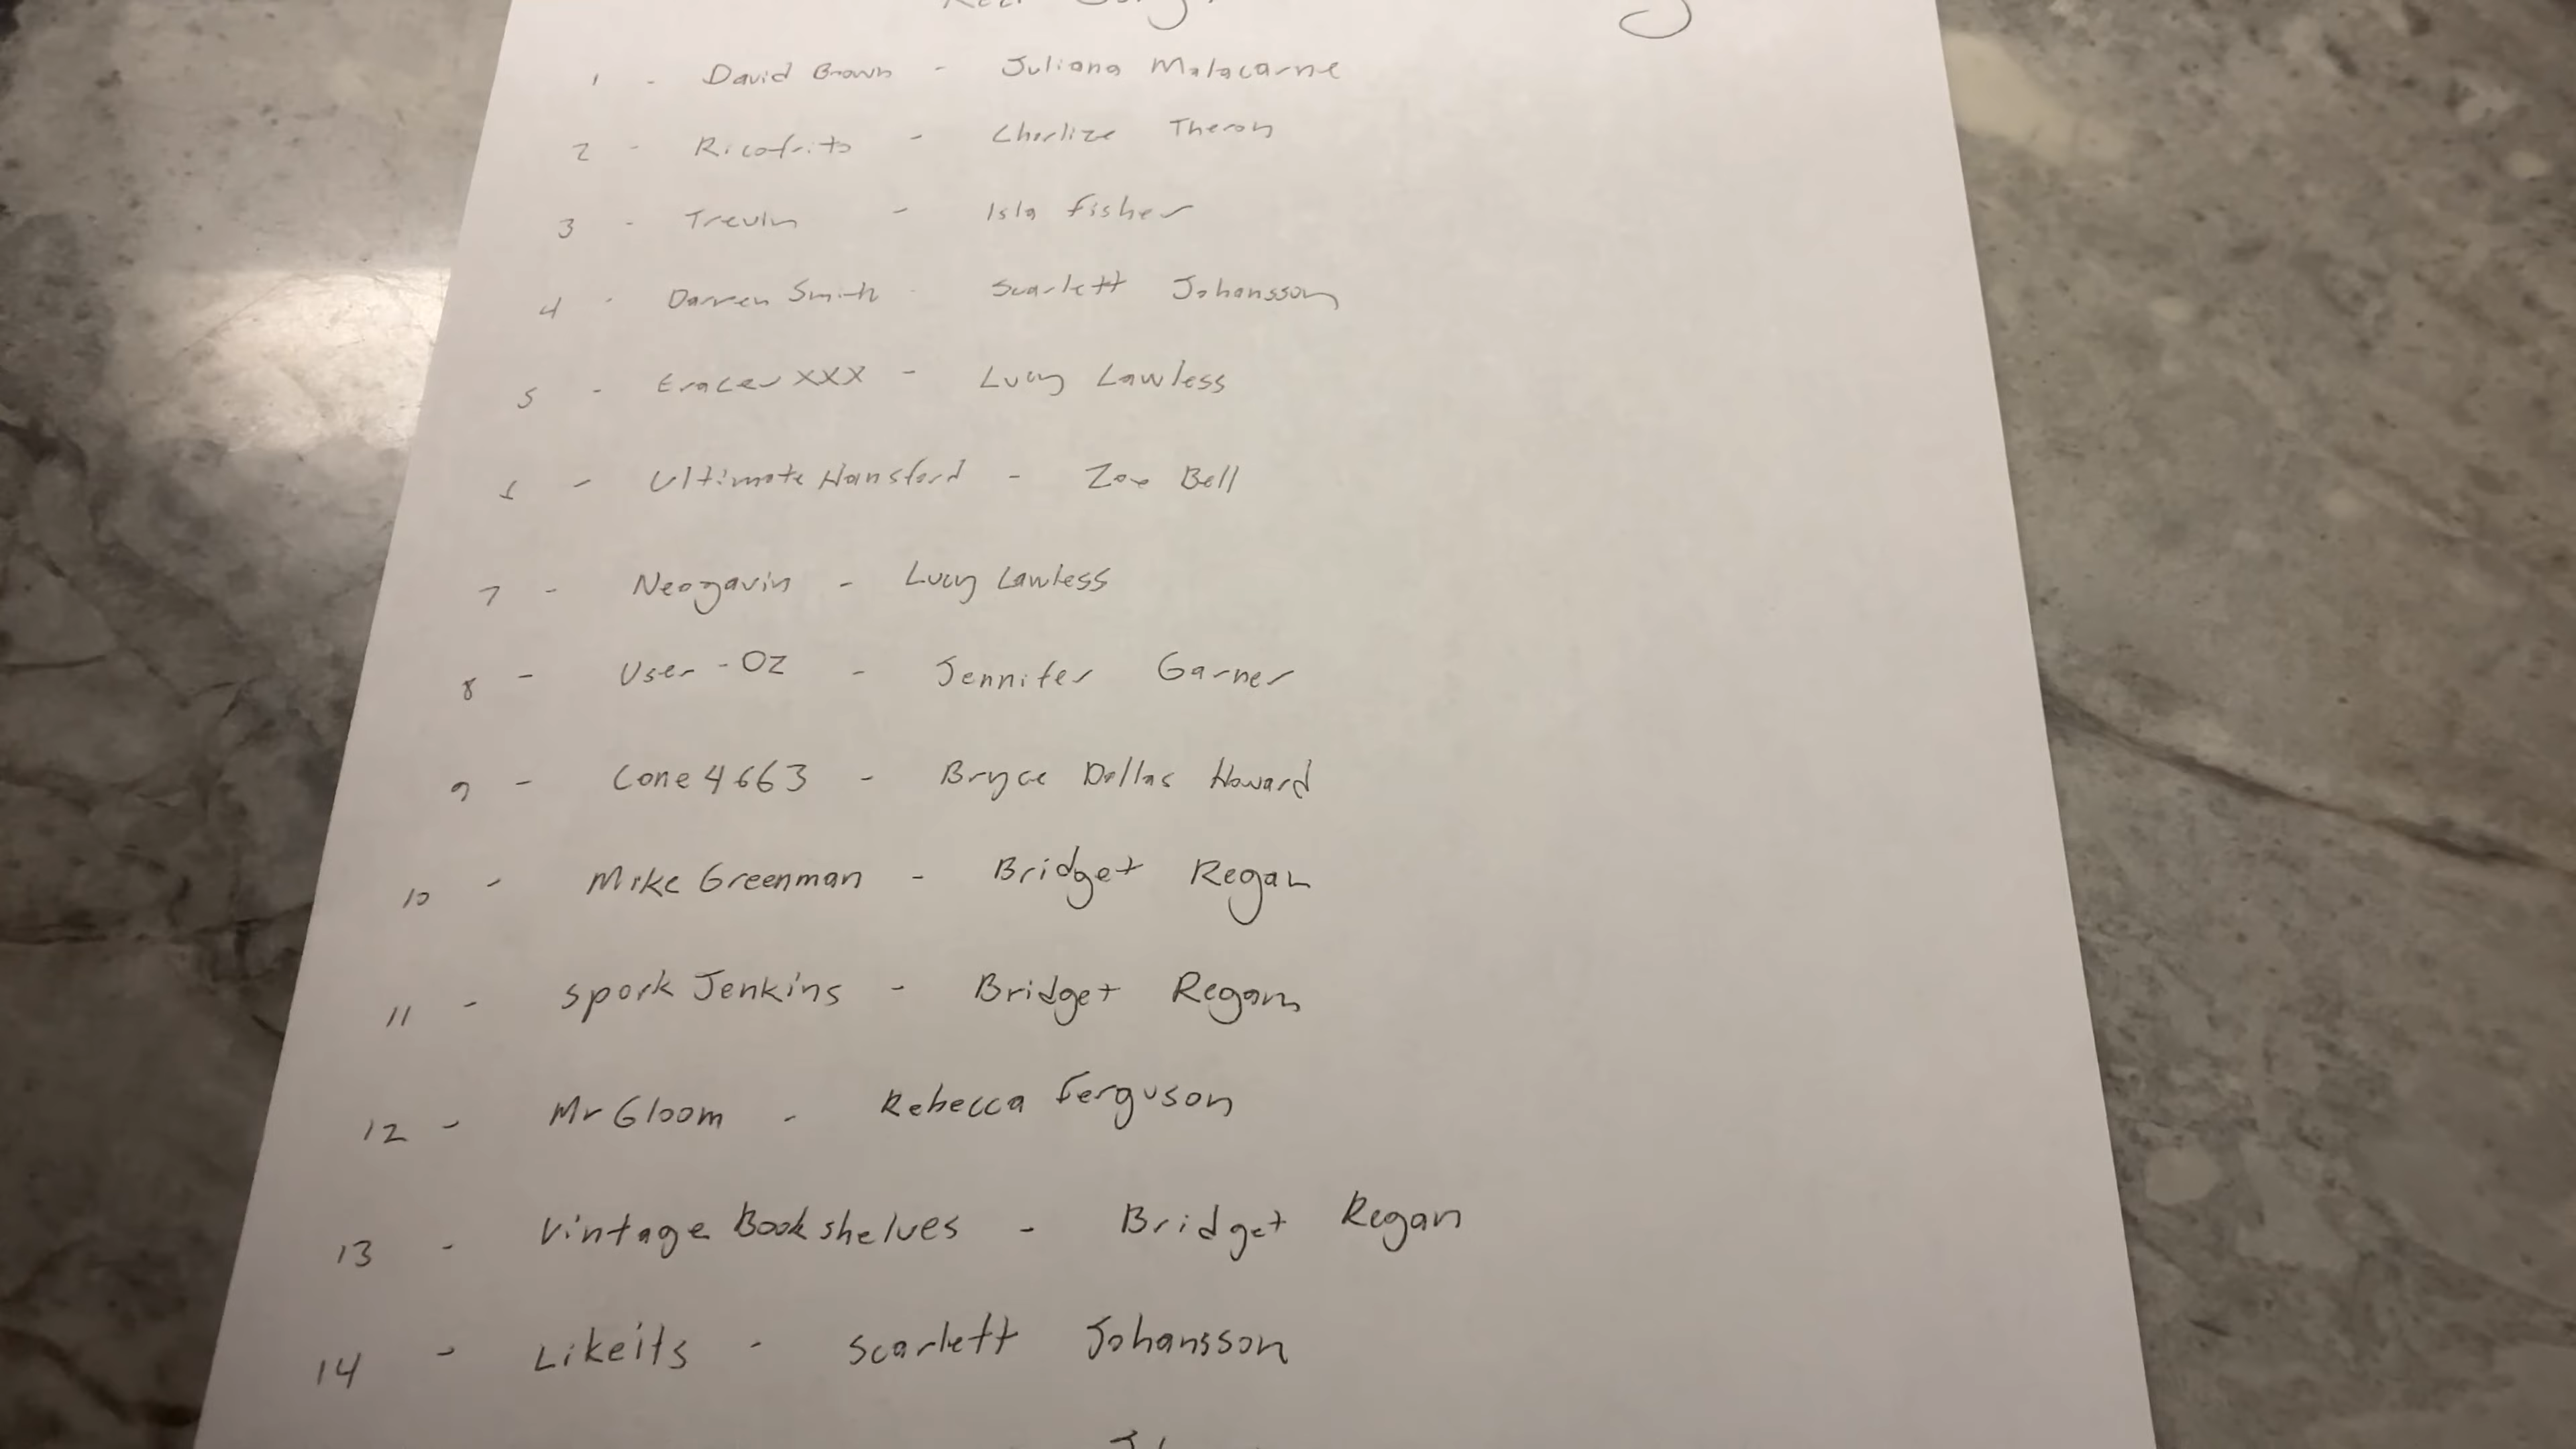 1 - David Brown - Juliana Malacarne
2 - Ricofrito - Charlize Theron
3 - Trevln - Isla Fisher
4 - Darren Smith - Scarlett Johansson
5 - Eracer XXX - Lucy Lawless
6 - Ultimate Hansford - Zoe Bell
7 - Neogavin - Lucy Lawless
8 - User-OZ - Jennifer Garner
9 - Cone4663 - Bryce Dallas Howard
10 - Mike Greenman - Bridget Regan
11 - Spork Jenkins - Bridget Regan
12 - Mr Gloom - Rebecca Ferguson
13 - Vintage Bookshelves - Bridget Regan
14 - Likeits - Scarlett Johansson